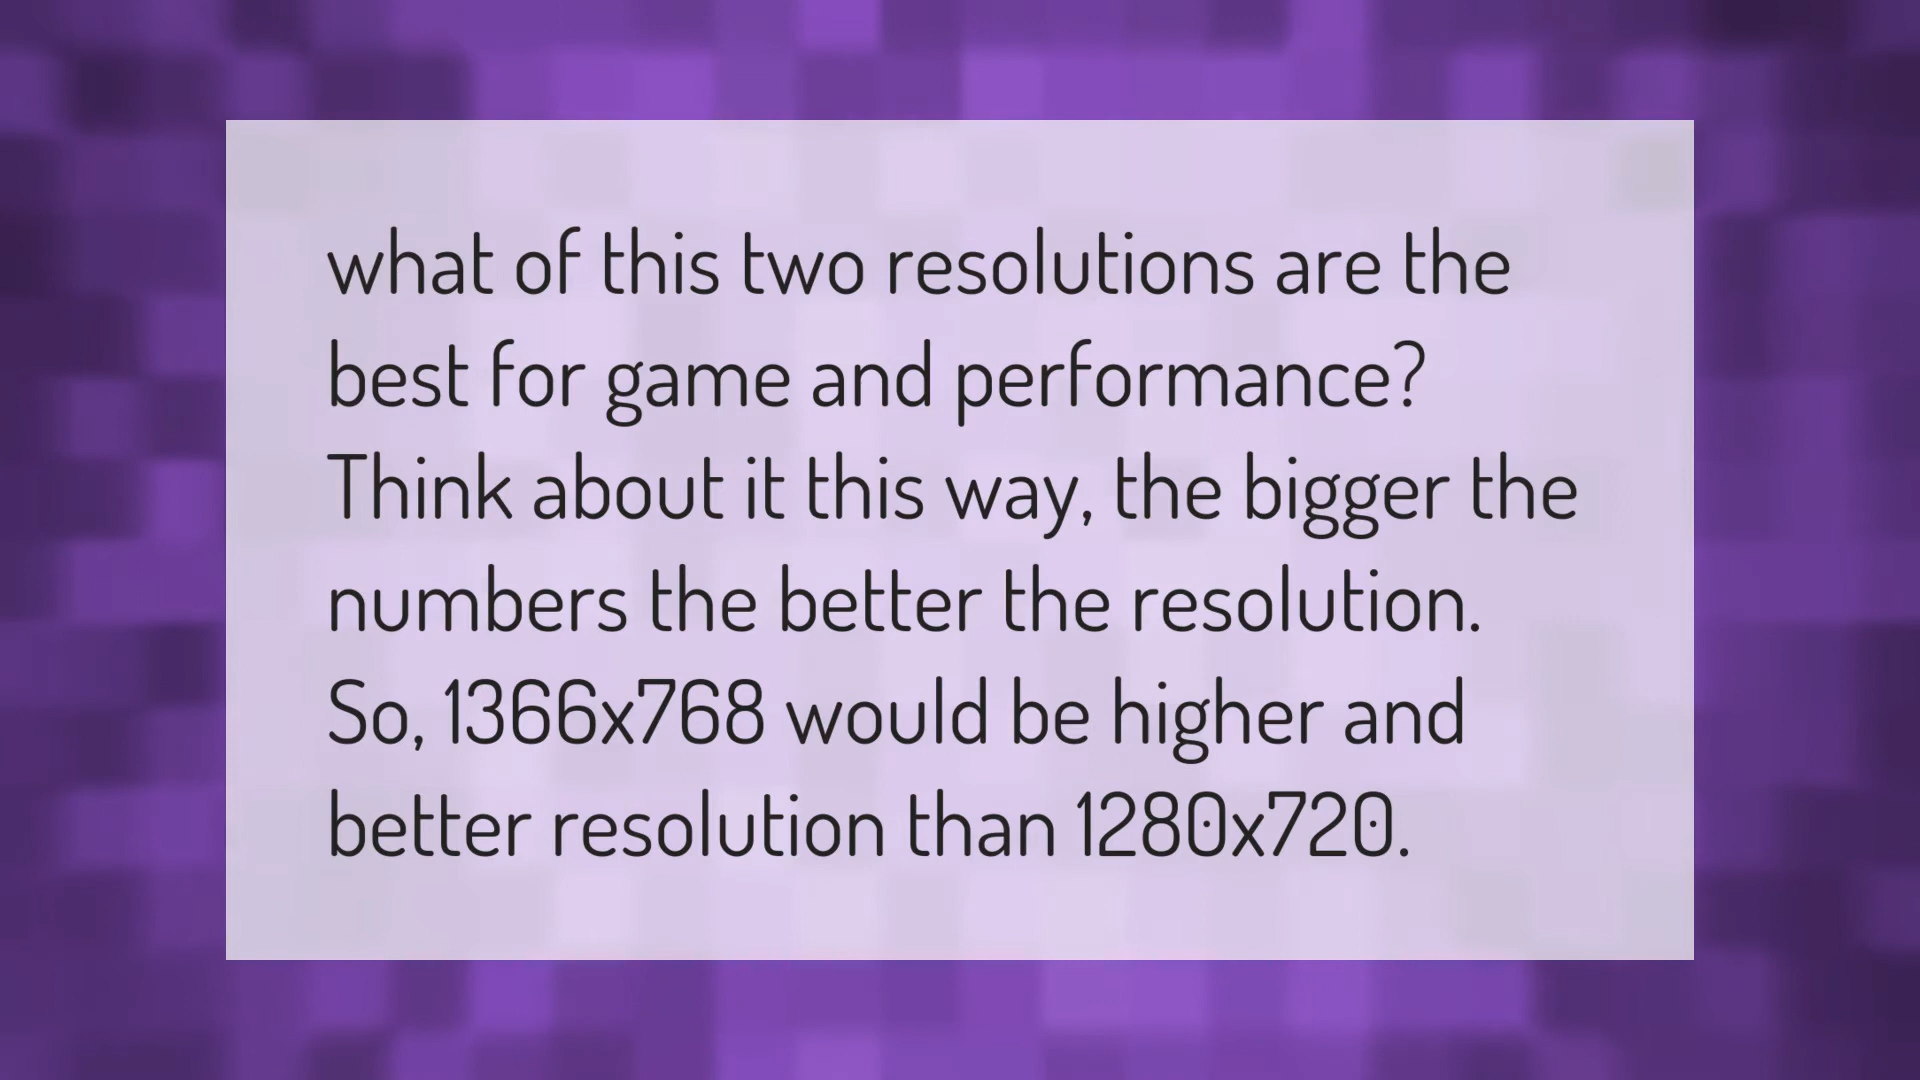 what of this two resolutions are the
best for game and performance?
Think about it this way, the bigger the
numbers the better the resolution.
So, 1366x768 would be higher and
better resolution than 1280x720.